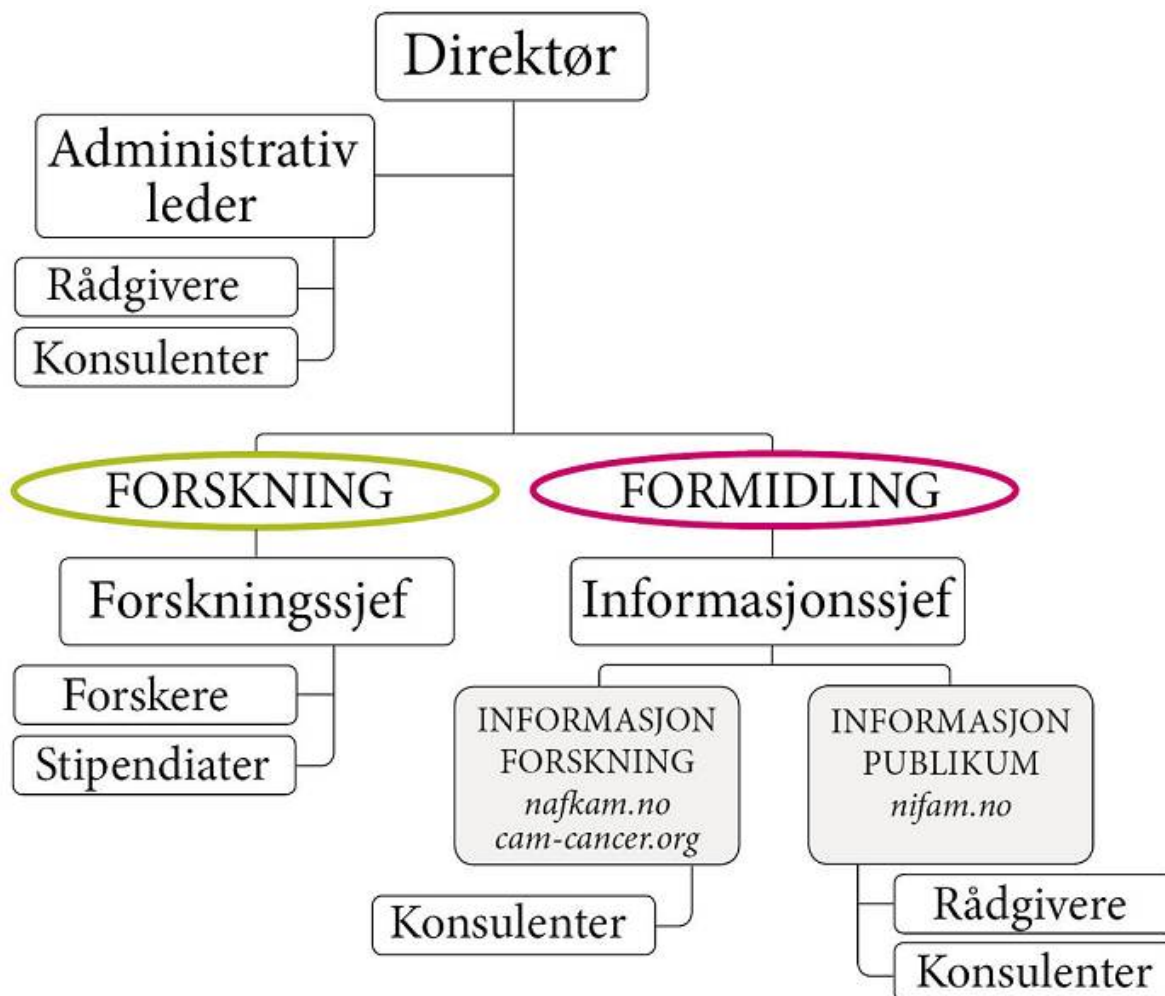 Direktør
Administrativ
leder
Rådgivere
Konsulenter
FORSKNING
FORMIDLING
Forskningssjef
Informasjonssjef
Forskere
Stipendiater
INFORMASJON
FORSKNING
nafkam.no
cam-cancer.org
INFORMASJON
PUBLIKUM
nifam.no
Konsulenter
Rådgivere
Konsulenter